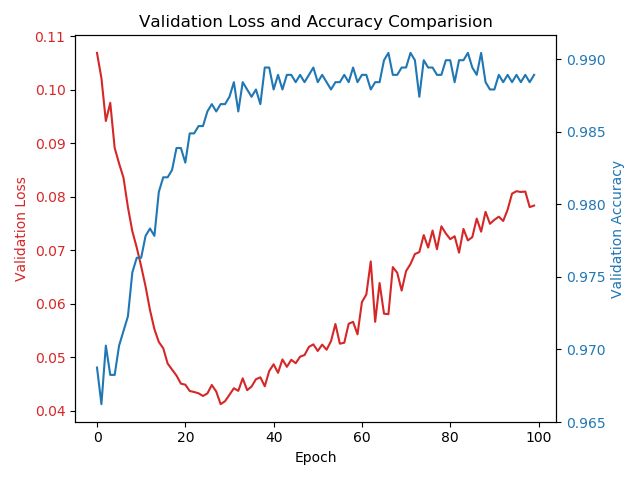 Validation Loss and Accuracy Comparision
0.11
0.10
0.09
0.08
0.07
0.06
0.05
0.04
Validation Loss
0.990
0.985
0.980
0.975
0.970
0.965
Validation Accuracy
0 20 40 60 80 100
Epoch